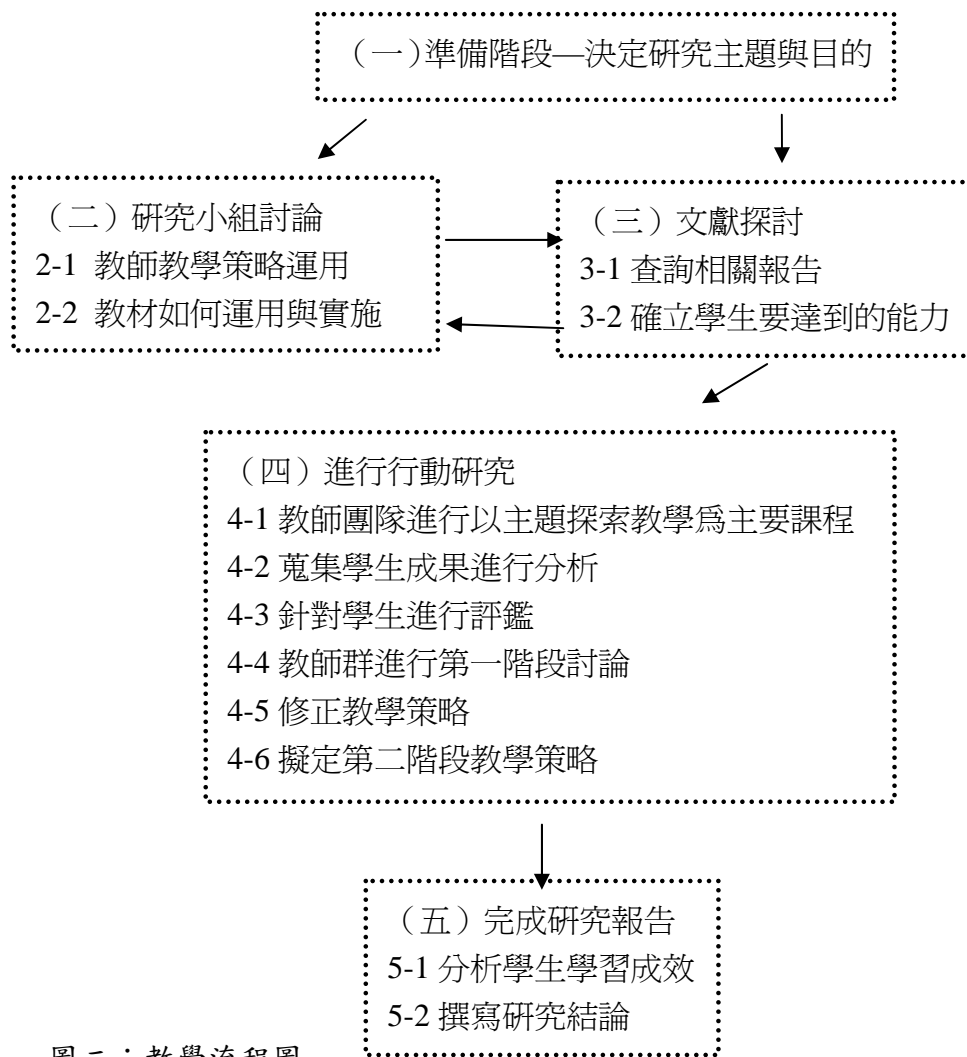 （一）準備階段—決定研究主題與目的
（二）研究小組討論
2-1 教師教學策略運用
2-2 教材如何運用與實施
（三）文獻探討
3-1 查詢相關報告
3-2 確立學生要達到的能力
（四）進行行動研究
4-1 教師團隊進行以主題探索教學為主要課程
4-2 蒐集學生成果進行分析
4-3 針對學生進行評鑑
4-4 教師群進行第一階段討論
4-5 修正教學策略
4-6 擬定第二階段教學策略
（五）完成研究報告
5-1 分析學生學習成效
5-2 撰寫研究結論
圖二：教學流程圖